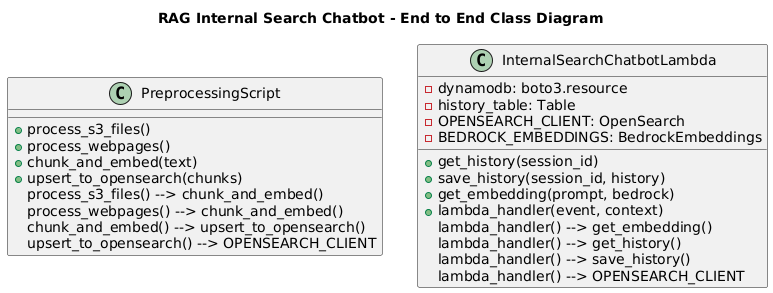 RAG Internal Search Chatbot - End to End Class Diagram
C PreprocessingScript
process_s3_files()
process_webpages()
chunk_and_embed(text)
upsert_to_opensearch(chunks)
process_s3_files() --> chunk_and_embed()
process_webpages() --> chunk_and_embed()
chunk_and_embed() --> upsert_to_opensearch()
upsert_to_opensearch() --> OPENSEARCH_CLIENT
C InternalSearchChatbotLambda
dynamodb: boto3.resource
history_table: Table
OPENSEARCH_CLIENT: OpenSearch
BEDROCK_EMBEDDINGS: BedrockEmbeddings
get_history(session_id)
save_history(session_id, history)
get_embedding(prompt, bedrock)
lambda_handler(event, context)
lambda_handler() --> get_embedding()
lambda_handler() --> get_history()
lambda_handler() --> save_history()
lambda_handler() --> OPENSEARCH_CLIENT